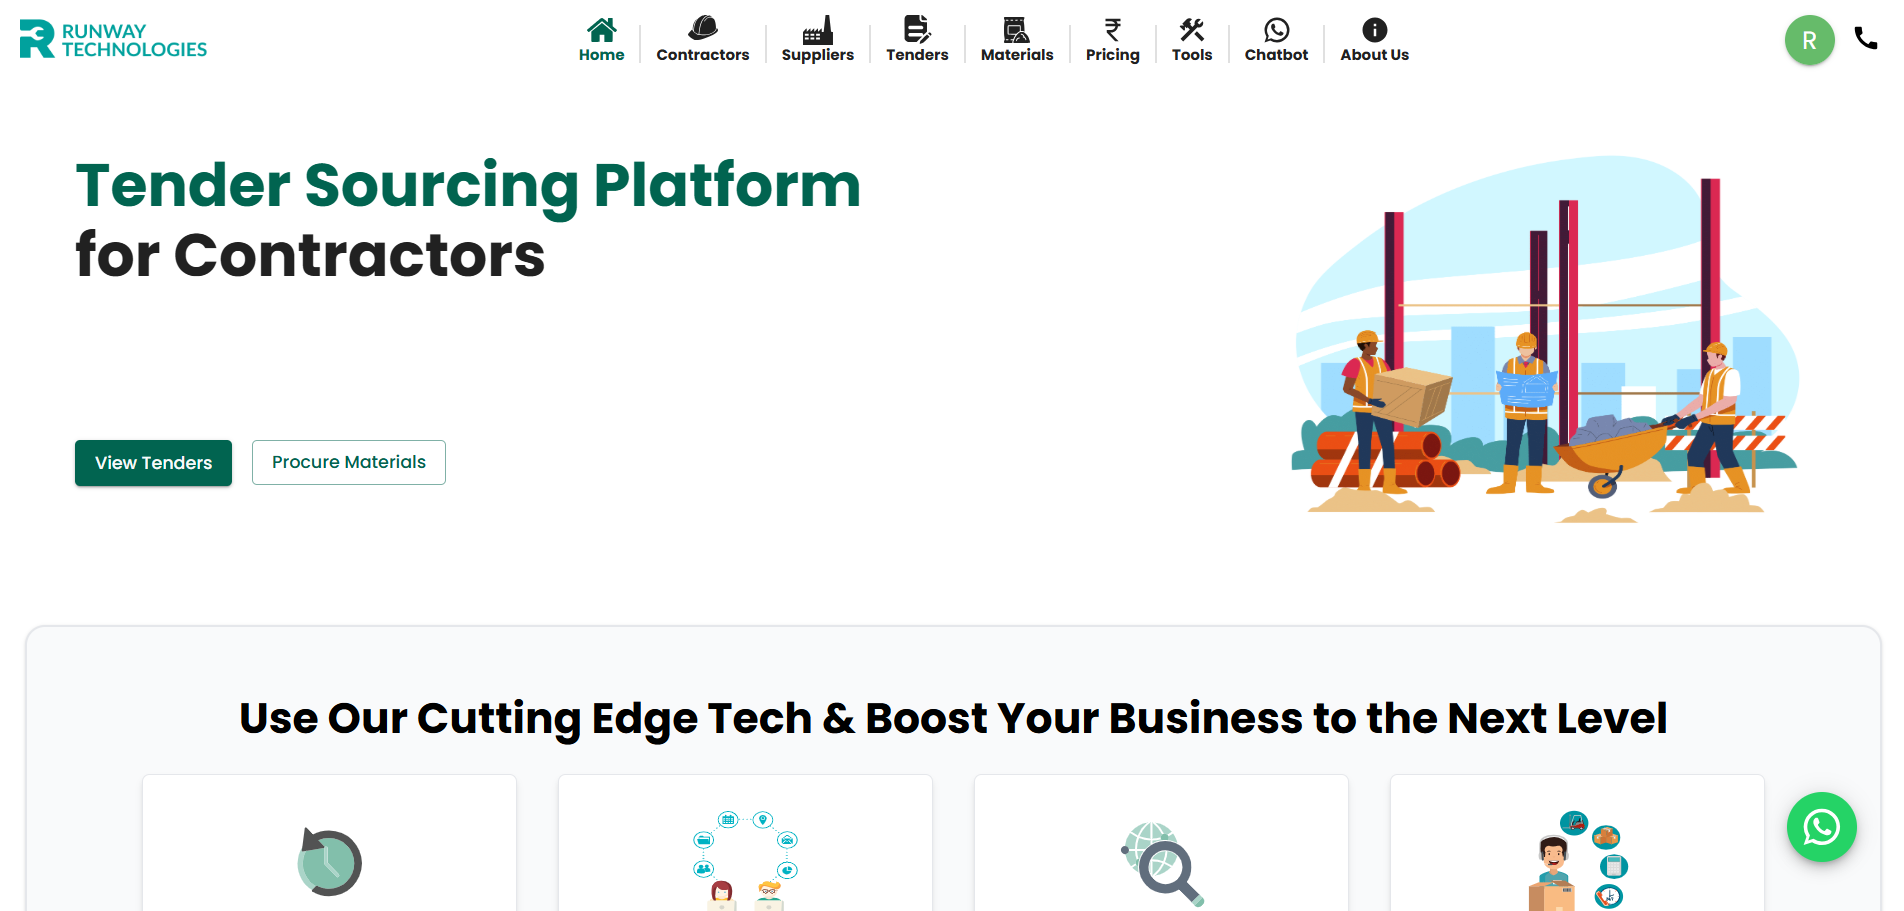 RUNWAY
TECHNOLOGIES
Home
Contractors
Suppliers
Tenders
Materials
Pricing
Tools
Chatbot
About Us
R
Tender Sourcing Platform
for Contractors
View Tenders
Procure Materials
Use Our Cutting Edge Tech & Boost Your Business to the Next Level